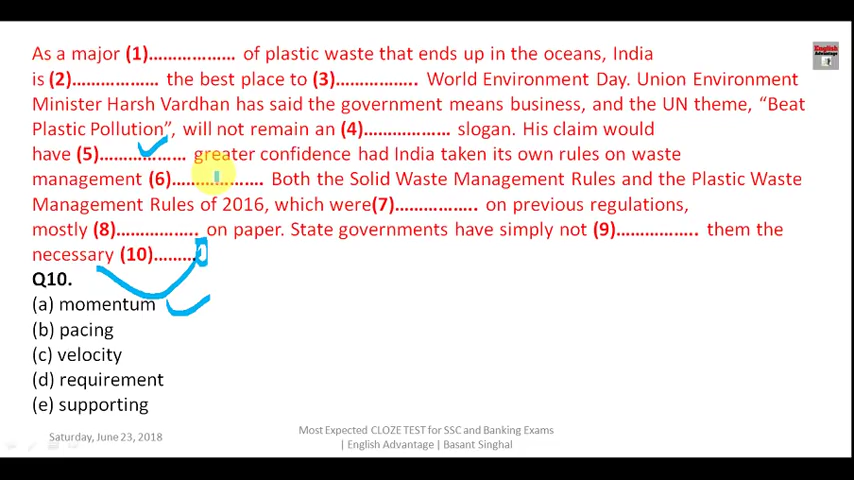 As a major (1)................. of plastic waste that ends up in the oceans, India
is (2)................. the best place to (3)................ World Environment Day. Union Environment
Minister Harsh Vardhan has said the government means business, and the UN theme, “Beat
Plastic Pollution”, will not remain an (4)................. slogan. His claim would
have (5)................. greater confidence had India taken its own rules on waste
management (6).................. Both the Solid Waste Management Rules and the Plastic Waste
Management Rules of 2016, which were(7)................ on previous regulations,
mostly (8)................ on paper. State governments have simply not (9)................ them the
necessary (10).........
Q10.
(a) momentum
(b) pacing
(c) velocity
(d) requirement
(e) supporting
Saturday, June 23, 2018
Most Expected CLOZE TEST for SSC and Banking Exams
| English Advantage | Basant Singhal
English
Advantage